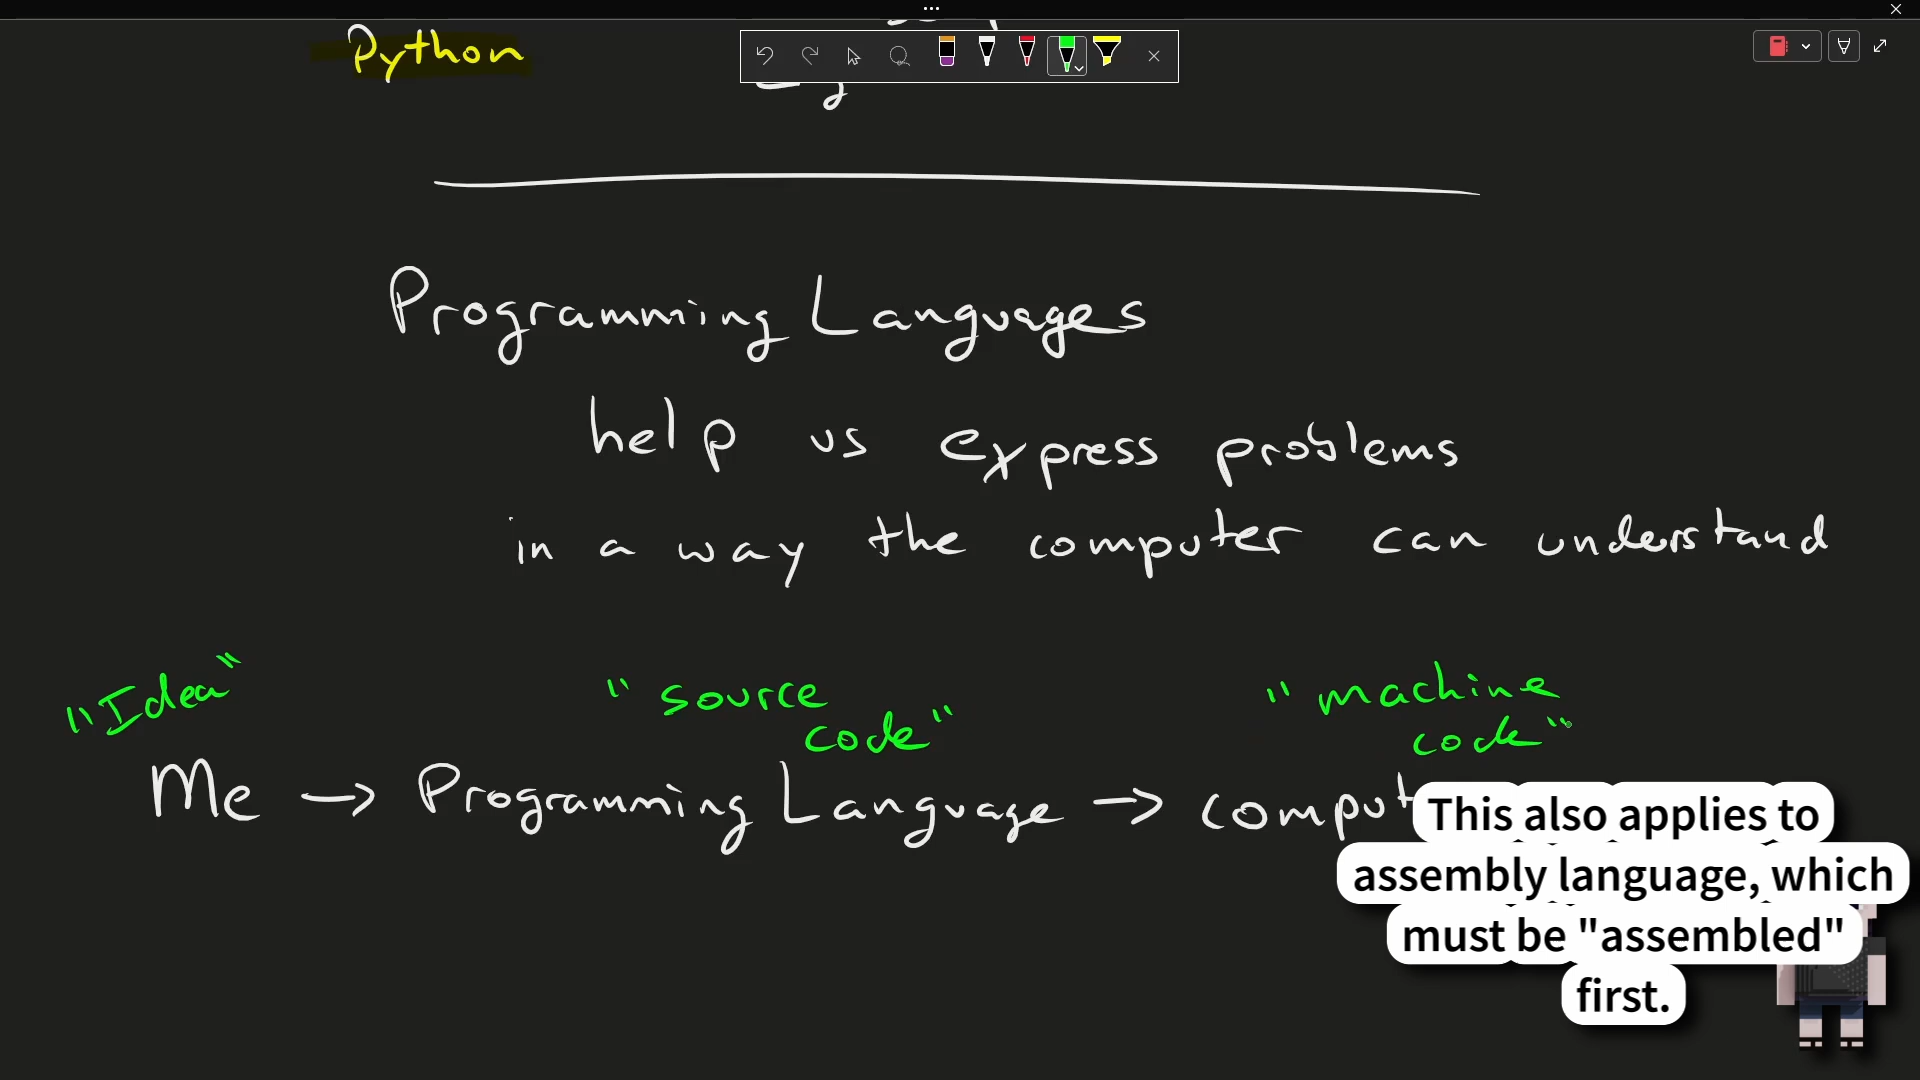 Python
Programming Languages
help us express problems
in a way the computer can understand
"Idea"
"source
code"
"machine
code"
Me → Programming Language →
This also applies to
assembly language, which
must be "assembled"
first.